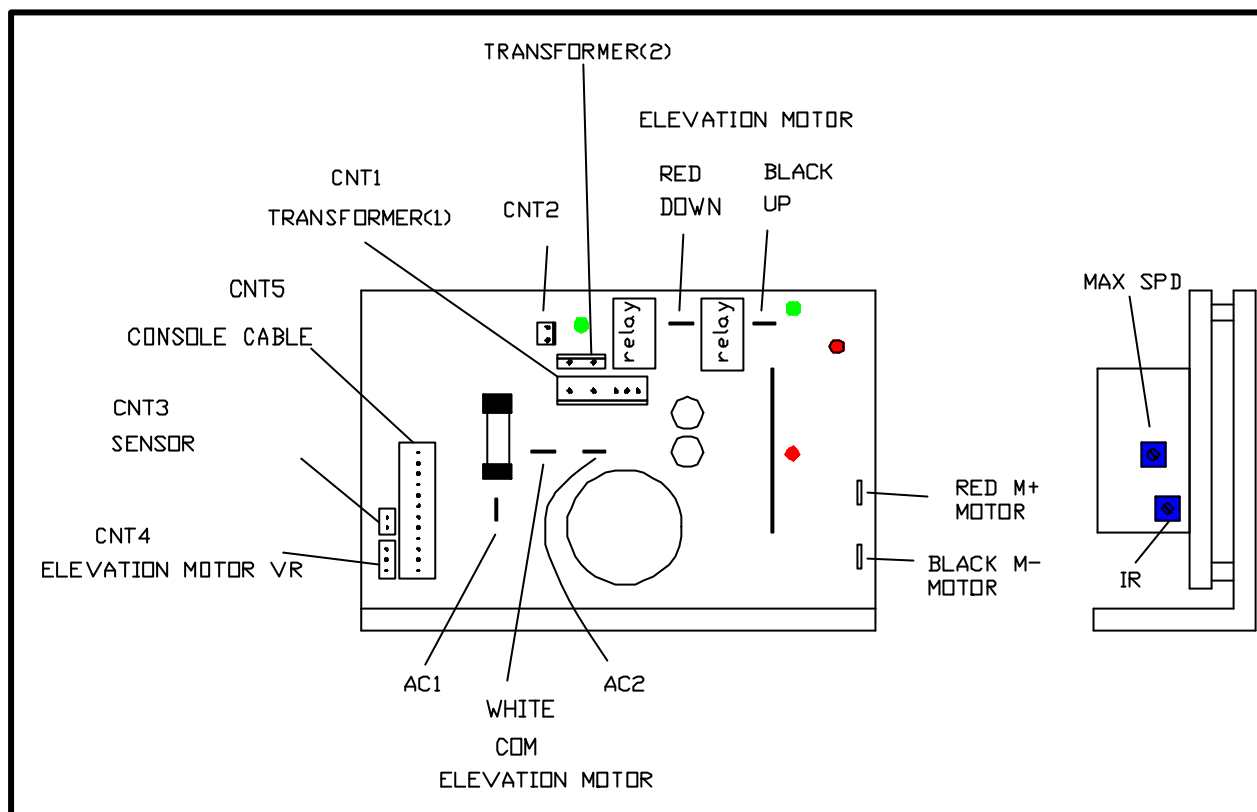 TRANSFORMER(2)
ELEVATION MOTOR
RED
DOWN
BLACK
UP
CNT1
TRANSFORMER(1)
CNT2
CNT5
CONSOLE CABLE
CNT3
SENSOR
CNT4
ELEVATION MOTOR VR
relay
relay
MAX SPD
RED M+
MOTOR
BLACK M-
MOTOR
IR
AC1
AC2
WHITE
COM
ELEVATION MOTOR